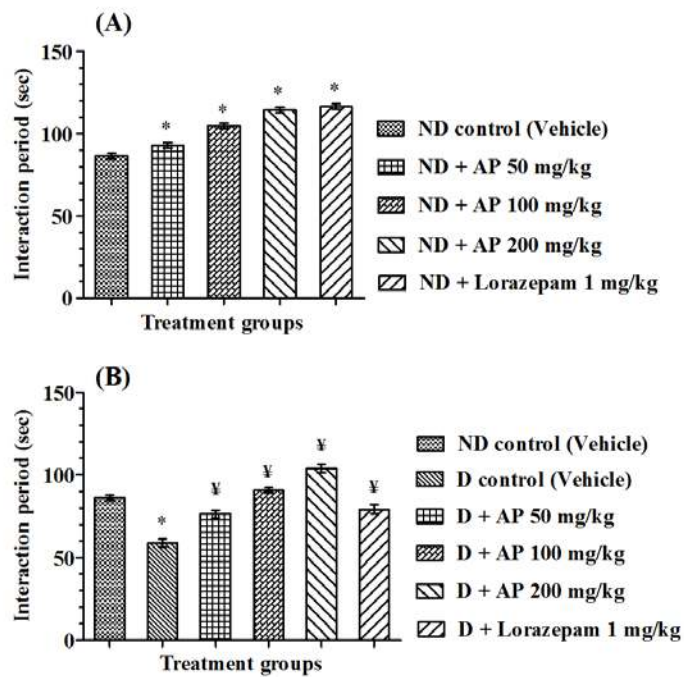 (A)
150
100
50
0
Interaction period (sec)
*
*
*
*
Treatment groups
ND control (Vehicle)
ND + AP 50 mg/kg
ND + AP 100 mg/kg
ND + AP 200 mg/kg
ND + Lorazepam 1 mg/kg
(B)
150
100
50
0
Interaction period (sec)
*
¥
¥
¥
¥
Treatment groups
ND control (Vehicle)
D control (Vehicle)
D + AP 50 mg/kg
D + AP 100 mg/kg
D + AP 200 mg/kg
D + Lorazepam 1 mg/kg